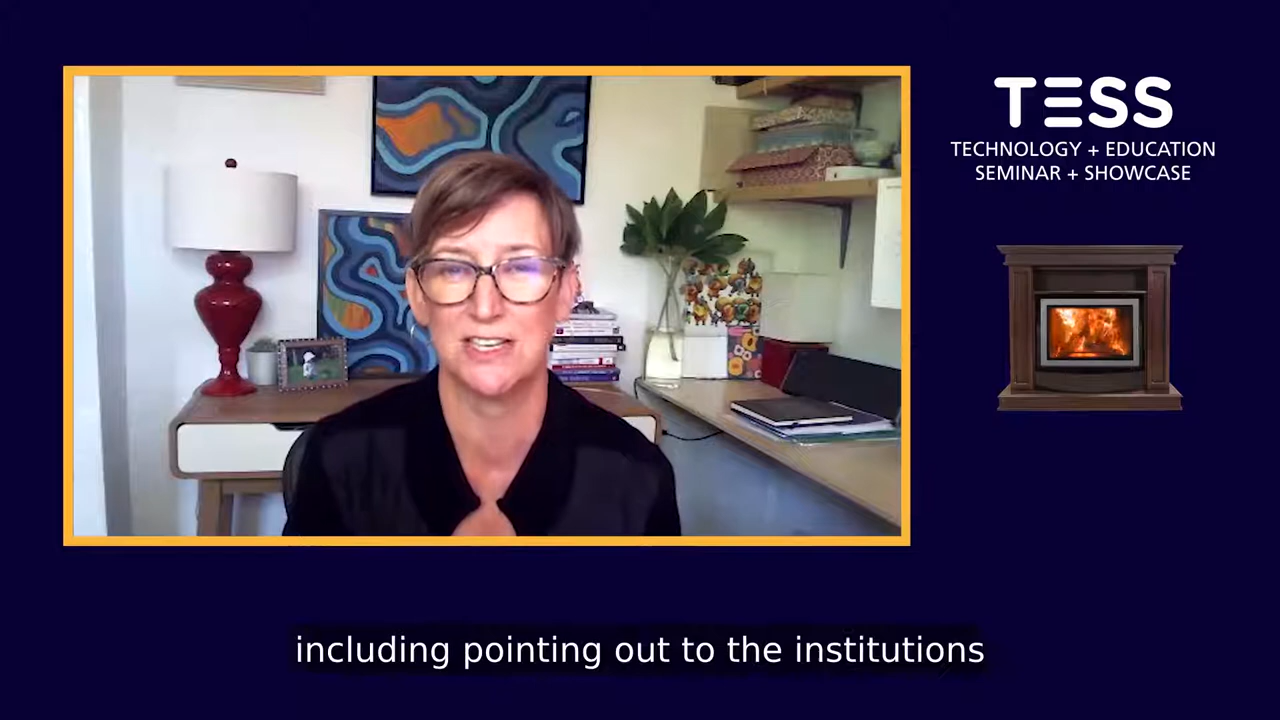 TESS
TECHNOLOGY + EDUCATION
SEMINAR + SHOWCASE
including pointing out to the institutions